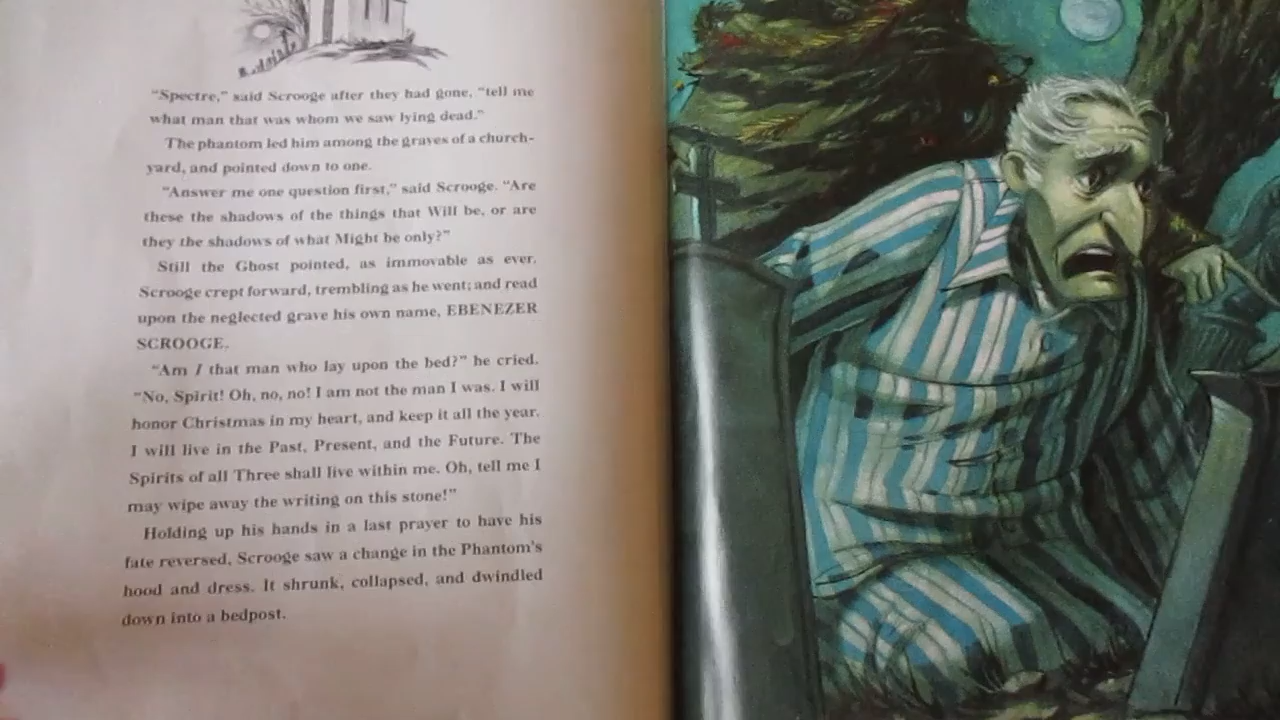 "Spectre," said Scrooge after they had gone, "tell me
what man that was whom we saw lying dead."
The phantom led him among the graves of a church-
yard, and pointed down to one.
"Answer me one question first," said Scrooge. "Are
these the shadows of the things that Will be, or are
they the shadows of what Might be only?"
Still the Ghost pointed, as immovable as ever.
Scrooge crept forward, trembling as he went; and read
upon the neglected grave his own name, EBENEZER
SCROOGE.
"Am I that man who lay upon the bed?" he cried.
"No, Spirit! Oh, no, no! I am not the man I was. I will
honor Christmas in my heart, and keep it all the year.
I will live in the Past, Present, and the Future. The
Spirits of all Three shall live within me. Oh, tell me I
may wipe away the writing on this stone!"
Holding up his hands in a last prayer to have his
fate reversed, Scrooge saw a change in the Phantom's
hood and dress. It shrunk, collapsed, and dwindled
down into a bedpost.